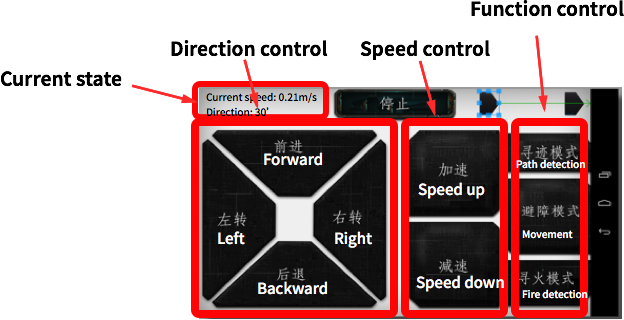 Function control
Direction control
Speed control
Current state
Current speed: 0.21m/s
Direction: 30'
停止
前进
Forward
左转
Left
右转
Right
后退
Backward
加速
Speed up
减速
Speed down
寻迹模式
Path detection
避障模式
Movement
寻火模式
Fire detection